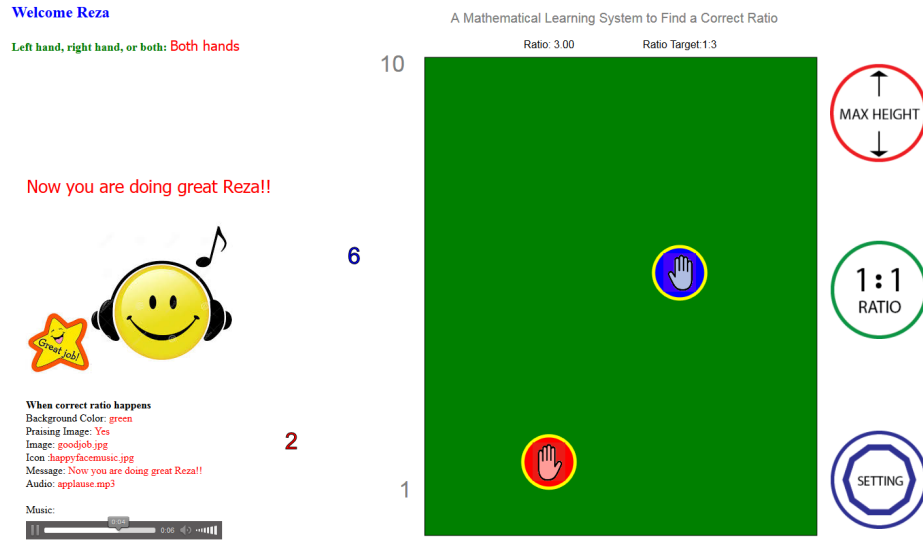 Welcome Reza
Left hand, right hand, or both: Both hands
Now you are doing great Reza!!
Great job!
When correct ratio happens
Background Color: green
Praising Image: Yes
Image: goodjob.jpg
Icon :happyfacemusic.jpg
Message: Now you are doing great Reza!!
Audio: applause.mp3
Music:
0:04
0:06
A Mathematical Learning System to Find a Correct Ratio
Ratio: 3.00 Ratio Target:1:3
10
6
2
1
MAX HEIGHT
1:1
RATIO
SETTING